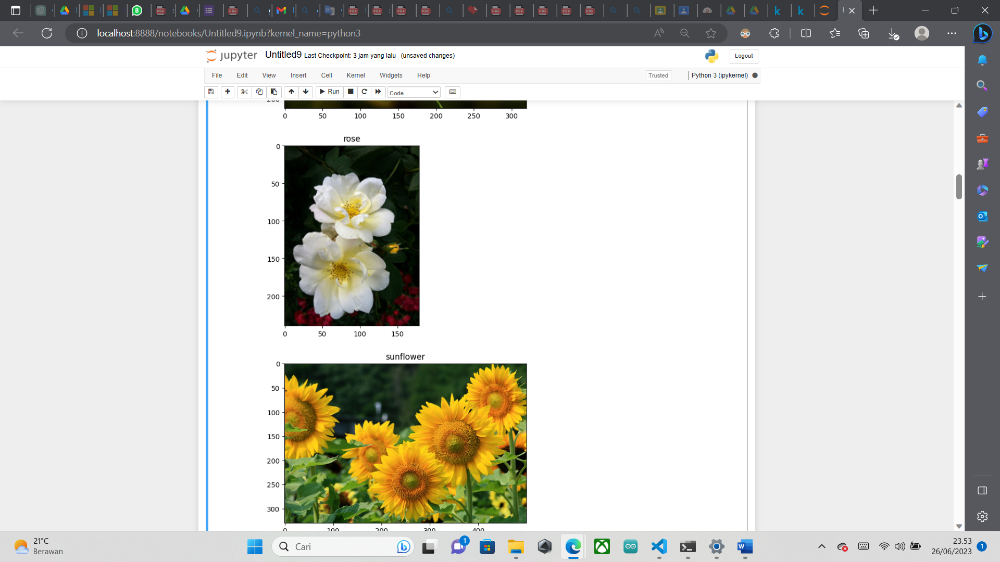 localhost:8888/notebooks/Untitled9.ipynb?kernel_name=python3
jupyter Untitled9 Last Checkpoint: 3 jam yang lalu (unsaved changes)
Logout
File Edit View Insert Cell Kernel Widgets Help
Trusted
Python 3 (ipykernel)
Run
Code
0 50 100 150 200 250 300
rose
0
50
100
150
200
0 50 100 150
sunflower
0
50
100
150
200
250
300
0 100 200 300 400
21°C
Berawan
Cari
1
23.53
26/06/2023
1